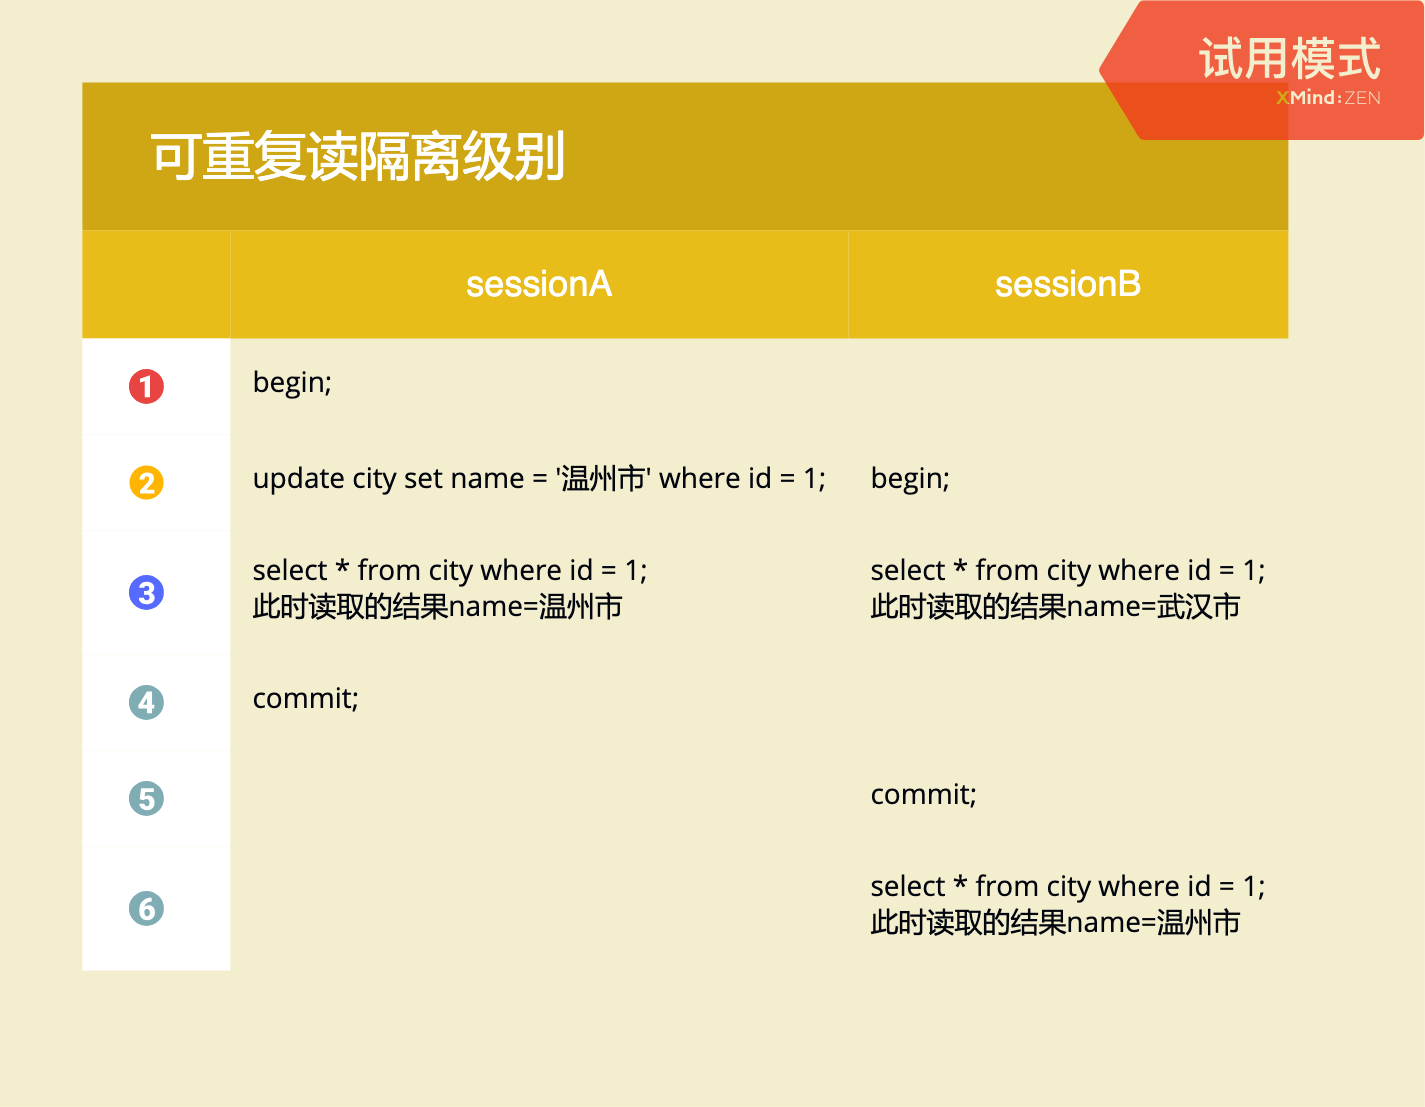 试用模式
XMind:ZEN
可重复读隔离级别
sessionA
sessionB
1
begin;
2
update city set name = '温州市' where id = 1;
begin;
3
select * from city where id = 1;
此时读取的结果name=温州市
select * from city where id = 1;
此时读取的结果name=武汉市
4
commit;
5
commit;
6
select * from city where id = 1;
此时读取的结果name=温州市